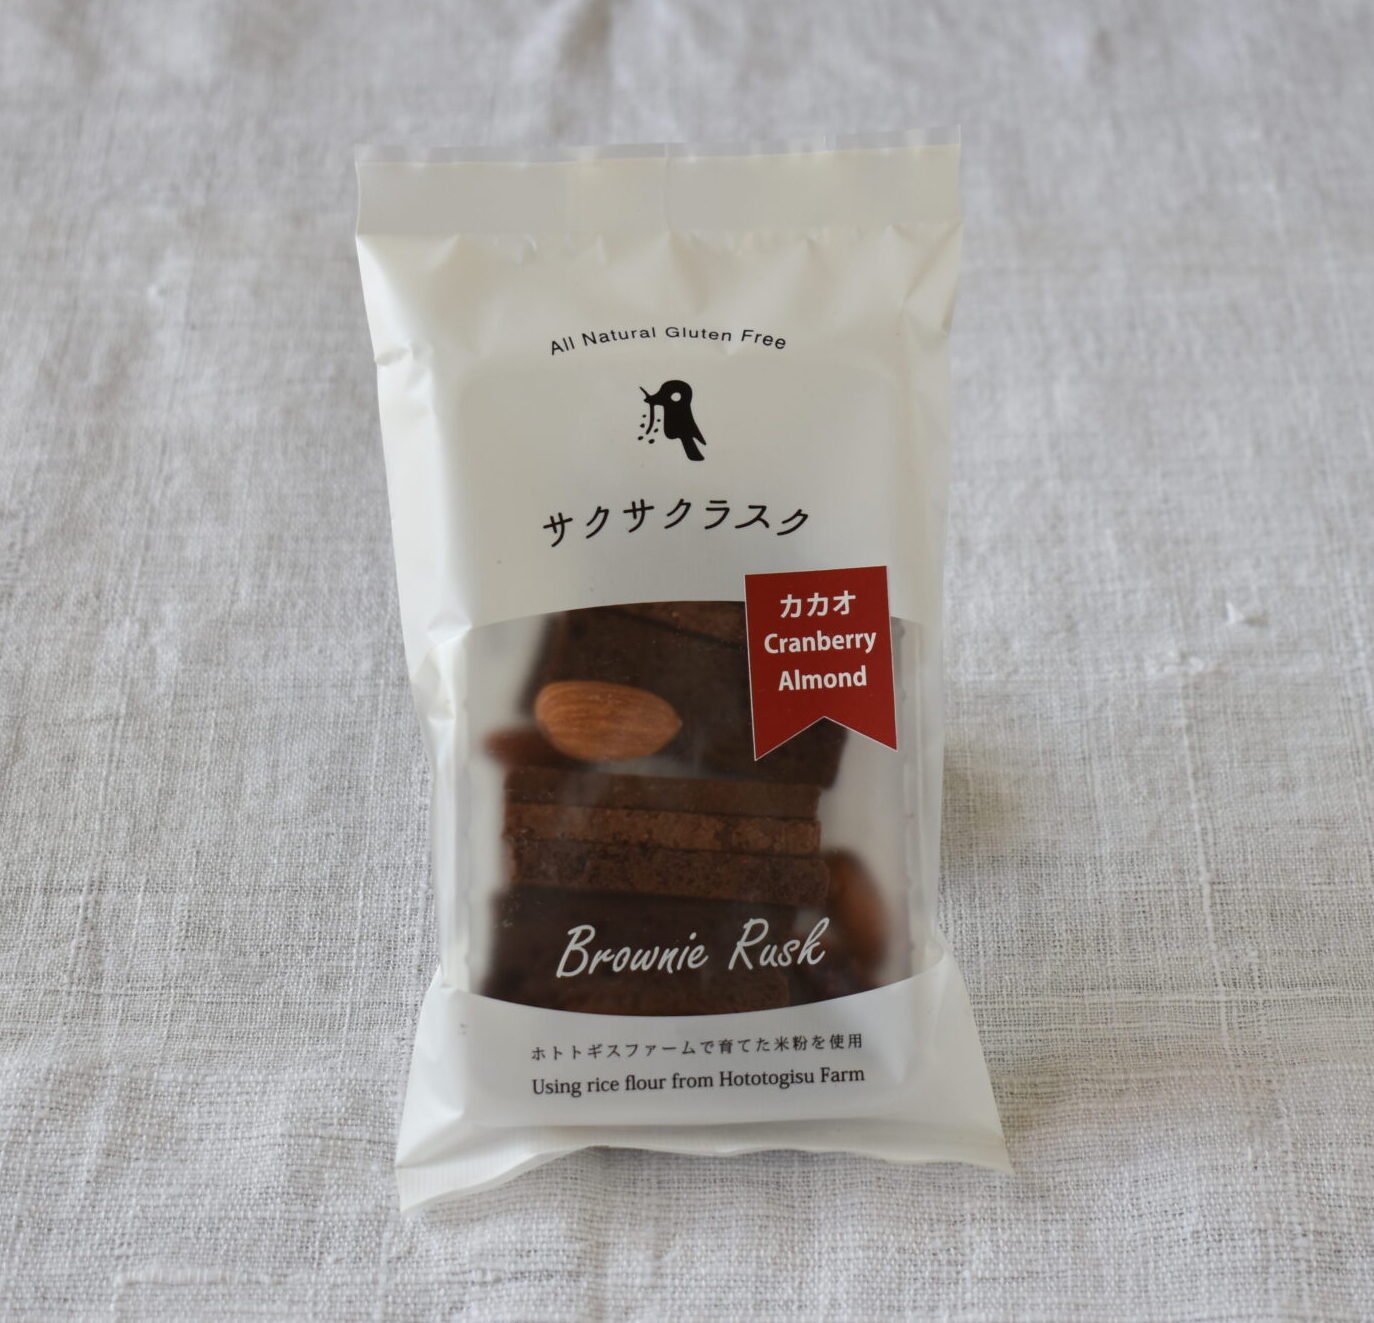 All Natural Gluten Free
サクサクラスク
カカオ
Cranberry
Almond
Brownie Rusk
ホトトギスファームで育てた米粉を使用
Using rice flour from Hototogisu Farm